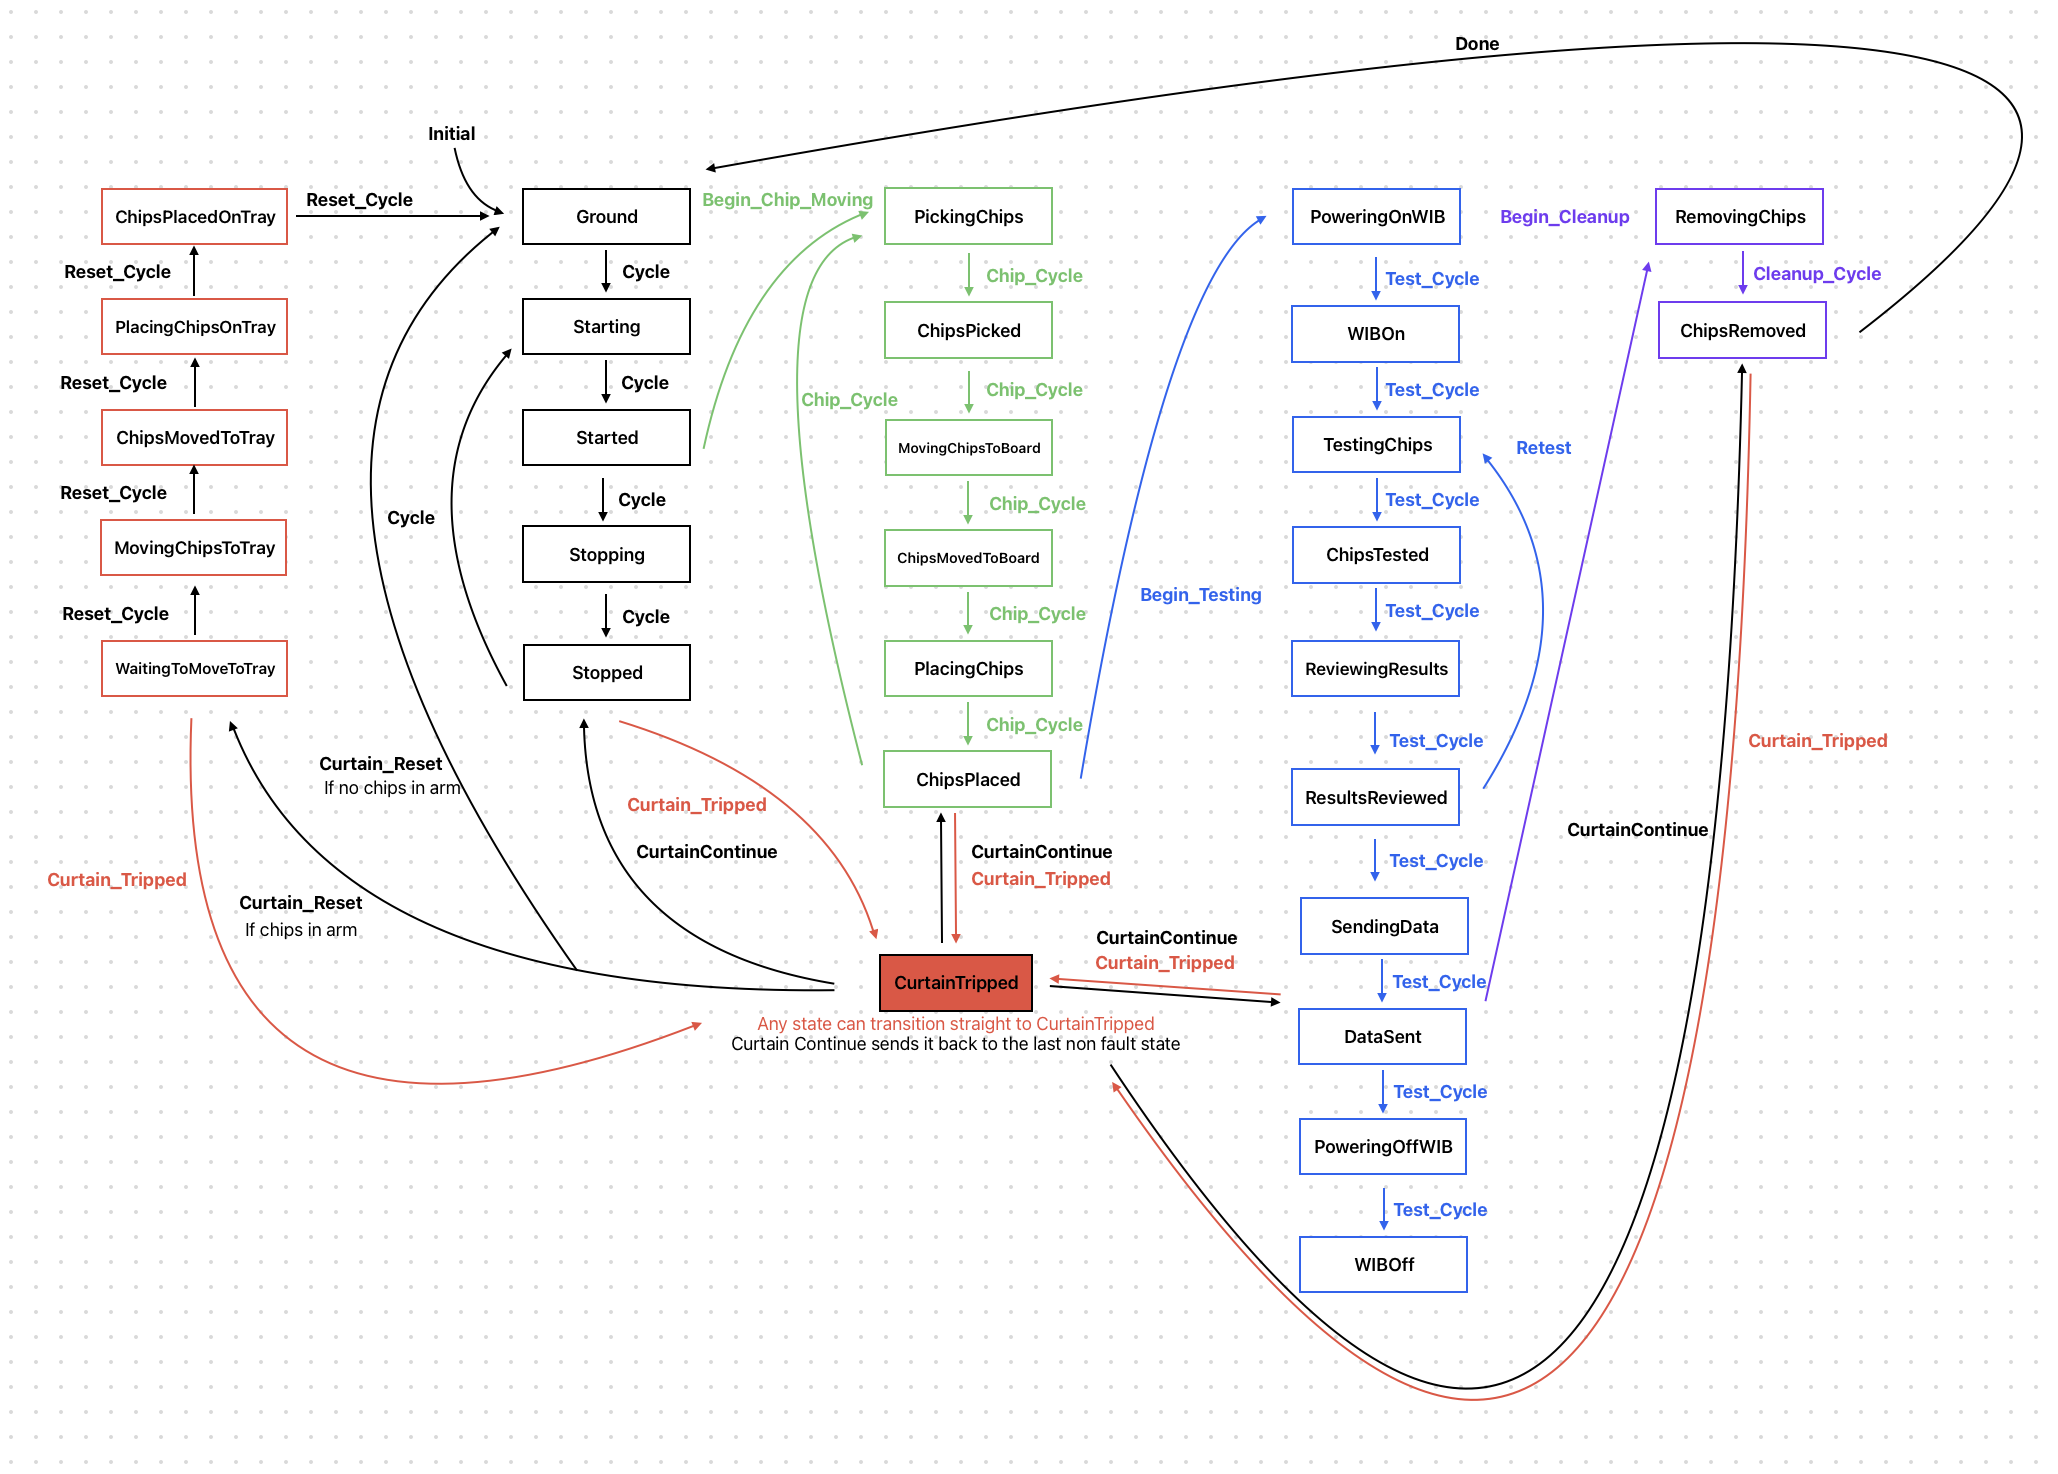 Done
Initial
ChipsPlacedOnTray
Reset_Cycle
Ground
Begin_Chip_Moving
PickingChips
PoweringOnWIB
Begin_Cleanup
RemovingChips
Reset_Cycle
Cycle
Chip_Cycle
Test_Cycle
Cleanup_Cycle
PlacingChipsOnTray
Starting
ChipsPicked
WIBOn
ChipsRemoved
Reset_Cycle
Cycle
Chip_Cycle
Chip_Cycle
Test_Cycle
ChipsMovedToTray
Started
MovingChipsToBoard
TestingChips
Retest
Reset_Cycle
Cycle
Cycle
Chip_Cycle
Test_Cycle
MovingChipsToTray
Stopping
ChipsMovedToBoard
ChipsTested
Begin_Testing
Reset_Cycle
Cycle
Chip_Cycle
Test_Cycle
WaitingToMoveToTray
Stopped
PlacingChips
ReviewingResults
Chip_Cycle
Test_Cycle
Curtain_Tripped
Curtain_Reset
If no chips in arm
ChipsPlaced
ResultsReviewed
Curtain_Tripped
CurtainContinue
CurtainContinue
CurtainContinue
Curtain_Tripped
Test_Cycle
Curtain_Tripped
Curtain_Reset
If chips in arm
CurtainContinue
Curtain_Tripped
SendingData
CurtainTripped
Test_Cycle
Any state can transition straight to CurtainTripped
Curtain Continue sends it back to the last non fault state
DataSent
Test_Cycle
PoweringOffWIB
Test_Cycle
WIBOff